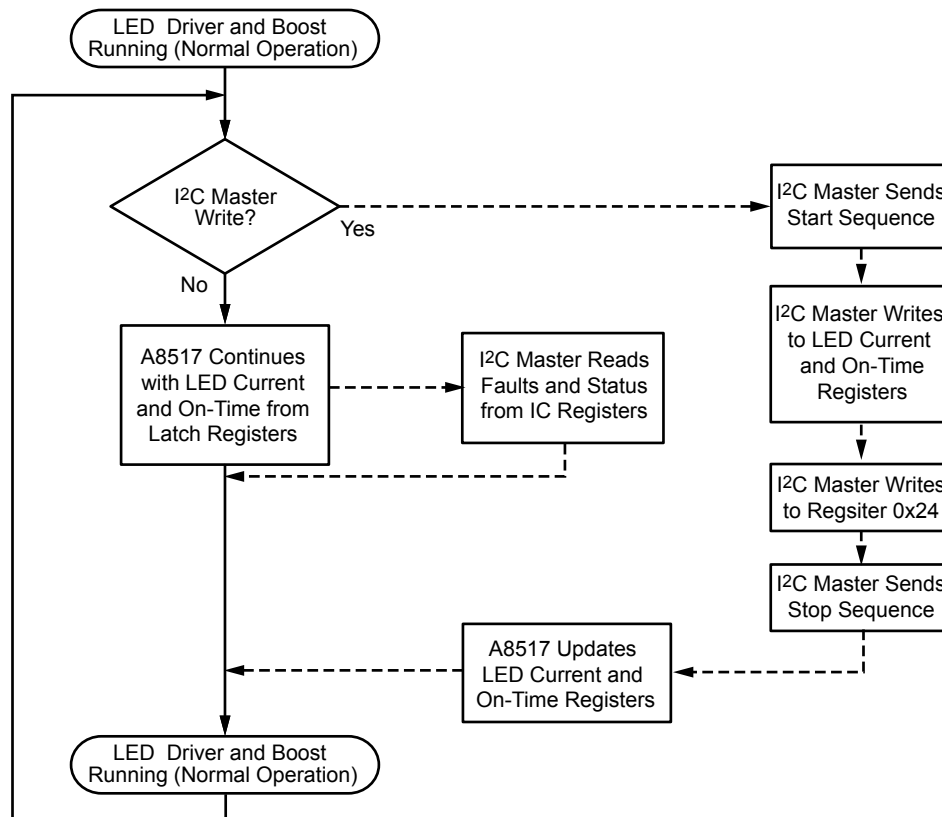 LED Driver and Boost
Running (Normal Operation)
I2C Master
Write?
Yes
No
I2C Master Sends
Start Sequence
I2C Master Writes
to LED Current
and On-Time
Registers
A8517 Continues
with LED Current
and On-Time from
Latch Registers
I2C Master Reads
Faults and Status
from IC Registers
I2C Master Writes
to Regsiter 0x24
I2C Master Sends
Stop Sequence
A8517 Updates
LED Current and
On-Time Registers
LED Driver and Boost
Running (Normal Operation)